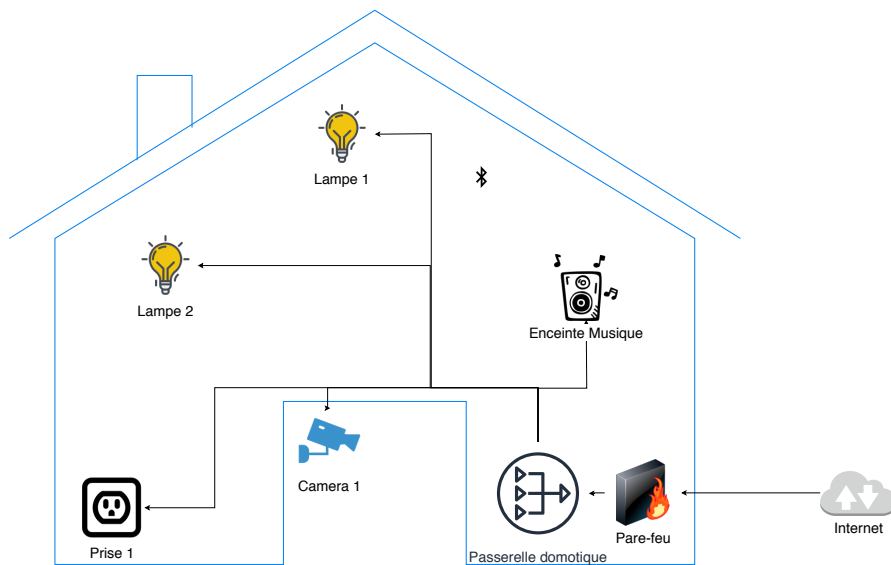 Lampe 1
Lampe 2
Enceinte Musique
Camera 1
Prise 1
Passerelle domotique
Pare-feu
Internet